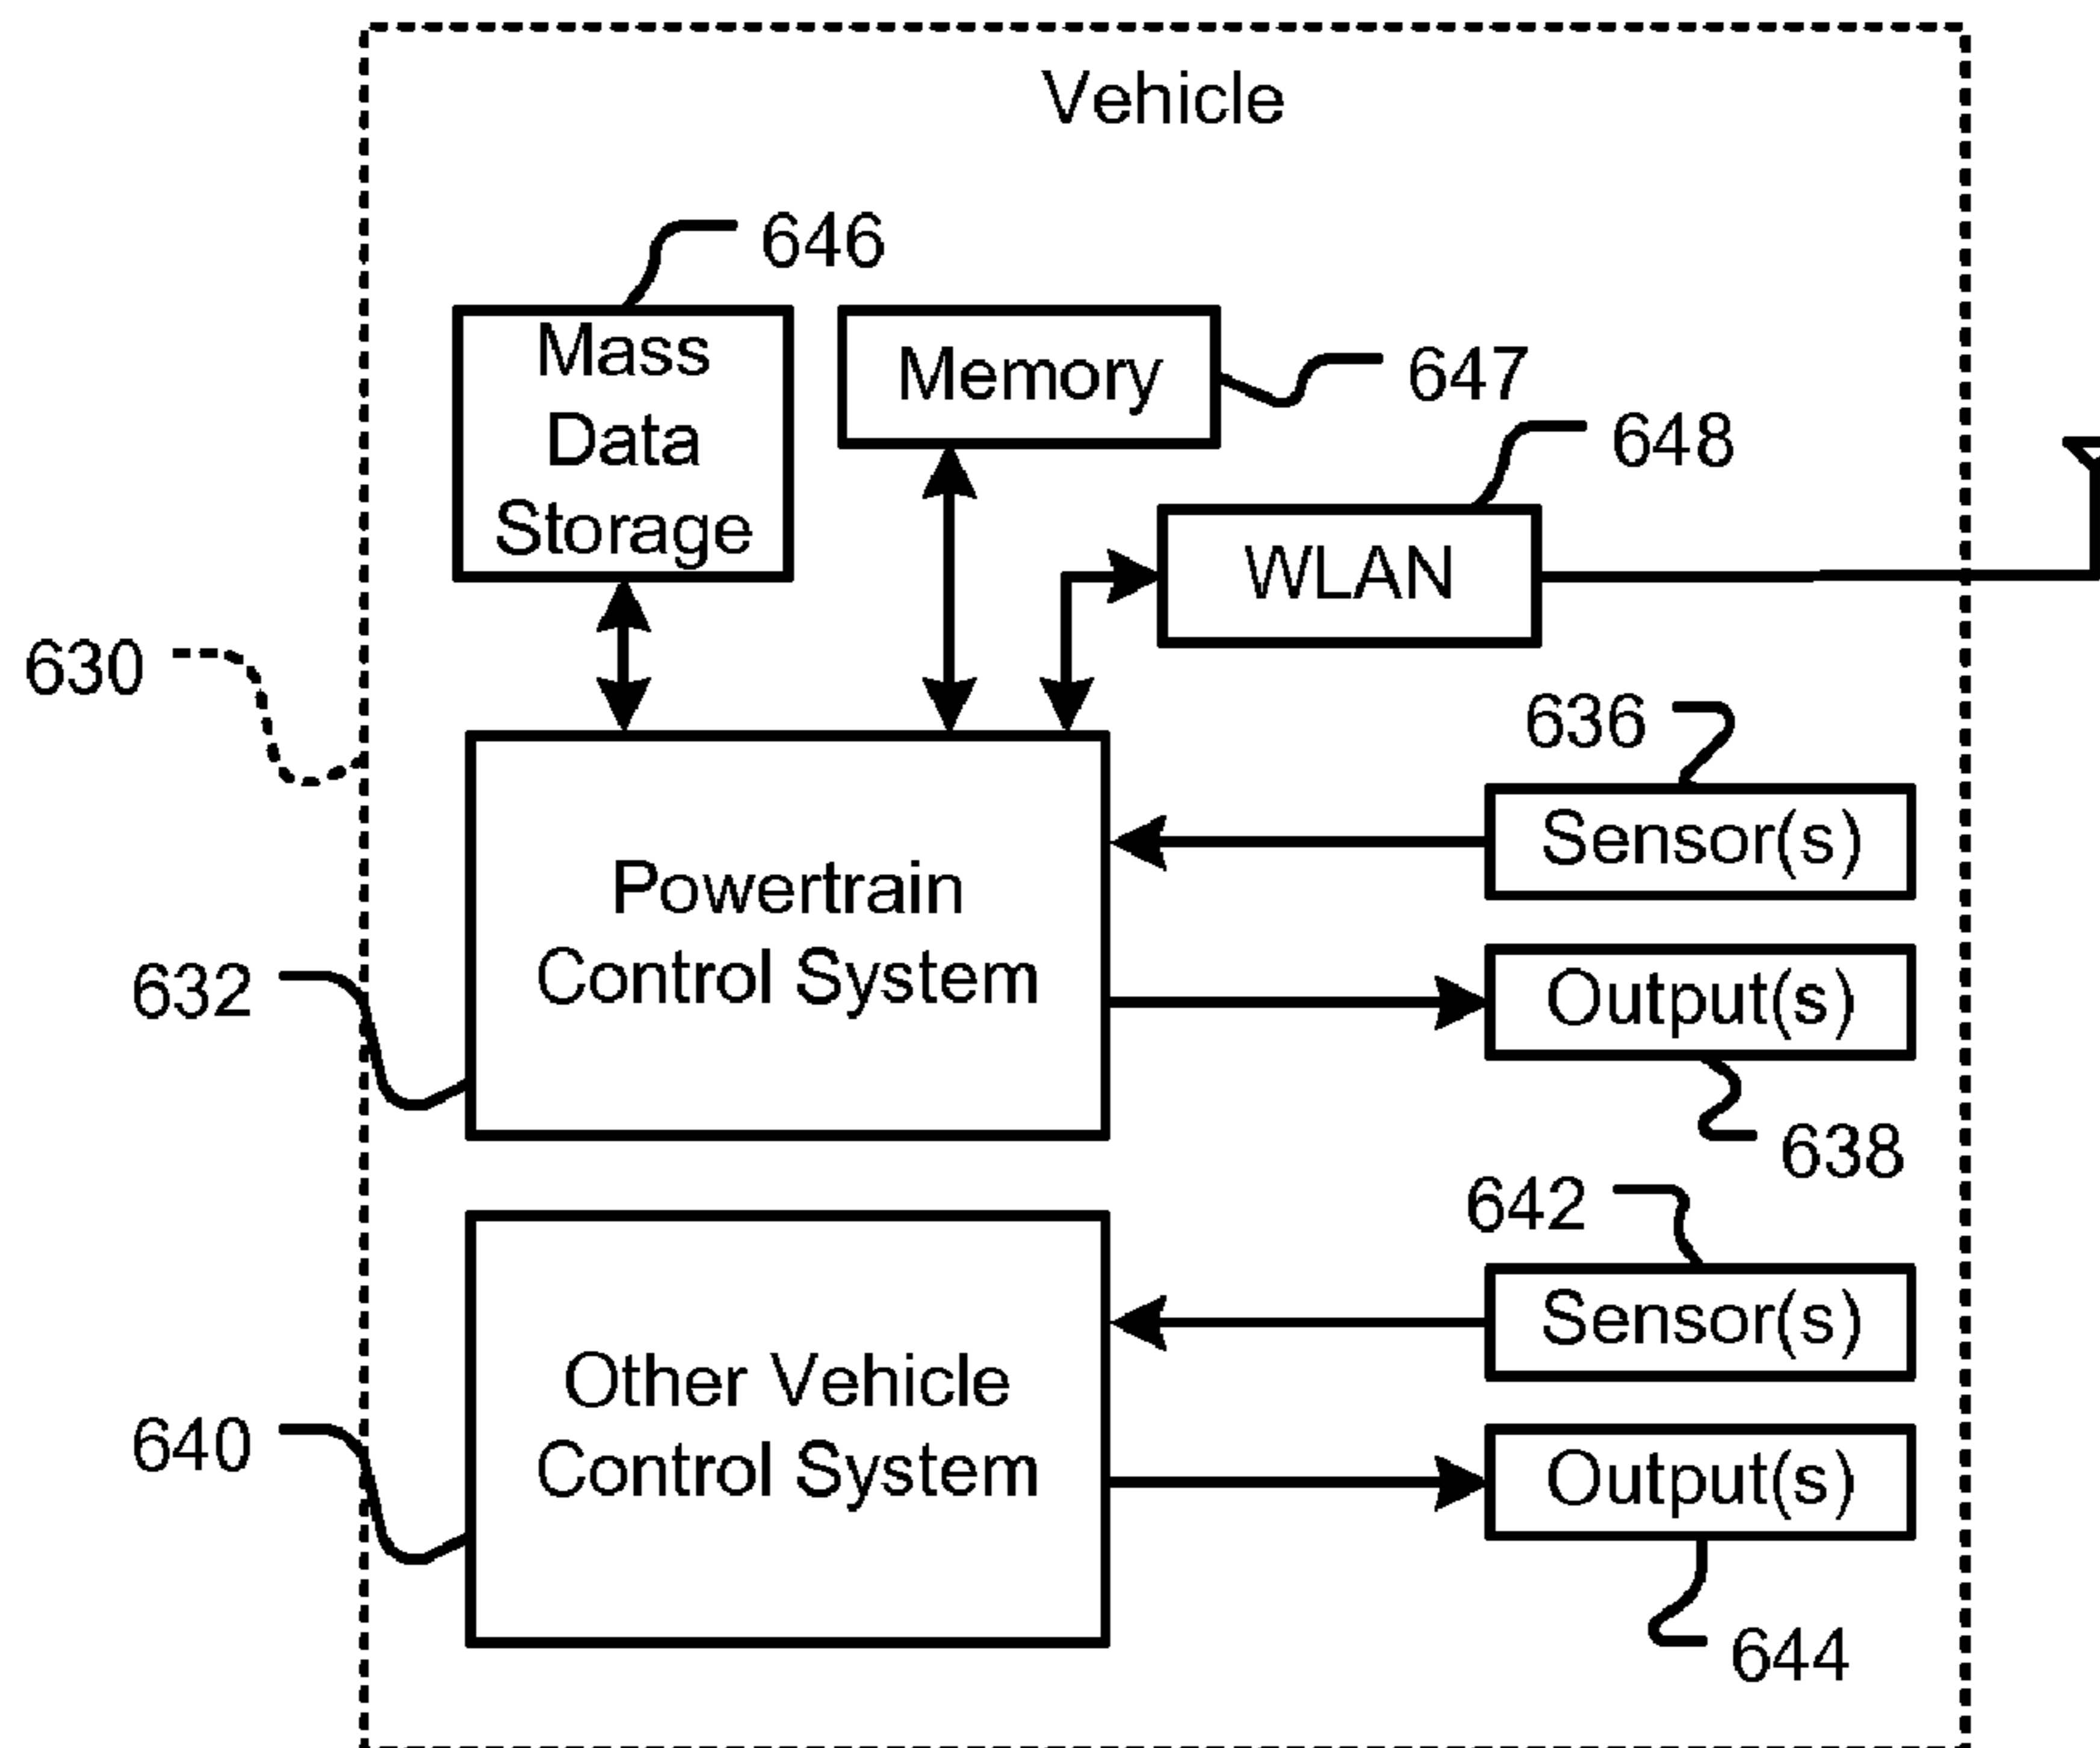 Vehicle
646
Mass
Data
Storage
Memory
647
648
WLAN
630
636
Sensor(s)
Powertrain
Control System
Output(s)
632
638
642
Sensor(s)
Other Vehicle
Control System
640
Output(s)
644